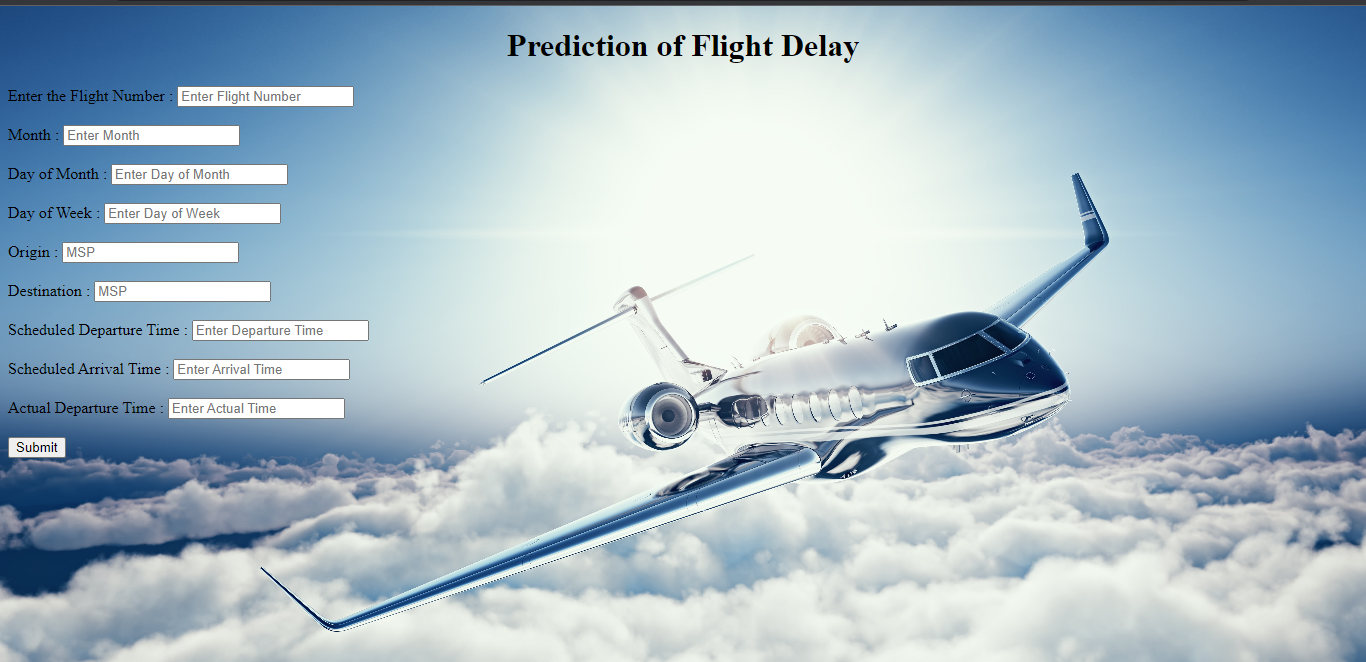 Prediction of Flight Delay
Enter the Flight Number : Enter Flight Number
Month : Enter Month
Day of Month : Enter Day of Month
Day of Week : Enter Day of Week
Origin : MSP
Destination : MSP
Scheduled Departure Time : Enter Departure Time
Scheduled Arrival Time : Enter Arrival Time
Actual Departure Time : Enter Actual Time
Submit